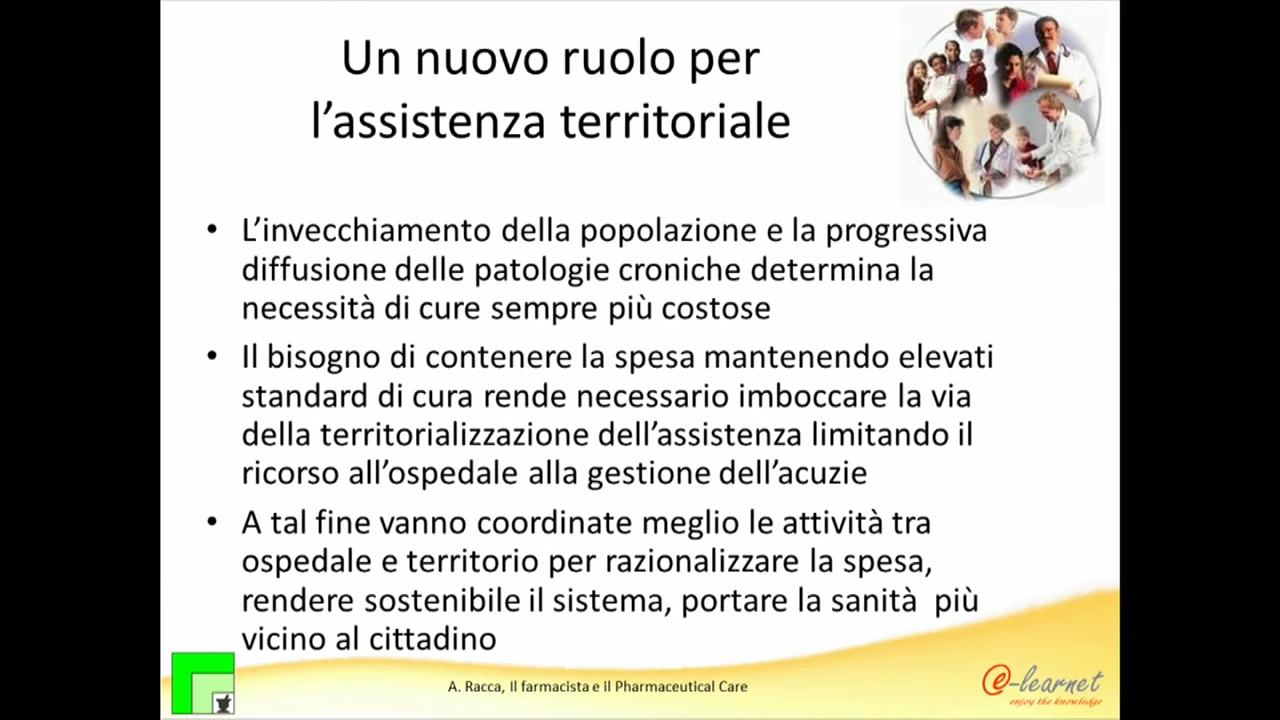 Un nuovo ruolo per
l’assistenza territoriale
• L’invecchiamento della popolazione e la progressiva
diffusione delle patologie croniche determina la
necessità di cure sempre più costose
• Il bisogno di contenere la spesa mantenendo elevati
standard di cura rende necessario imboccare la via
della territorializzazione dell’assistenza limitando il
ricorso all’ospedale alla gestione dell’acuzie
• A tal fine vanno coordinate meglio le attività tra
ospedale e territorio per razionalizzare la spesa,
rendere sostenibile il sistema, portare la sanità  più
vicino al cittadino
A. Racca, Il farmacista e il Pharmaceutical Care
e-learnet
enjoy the knowledge